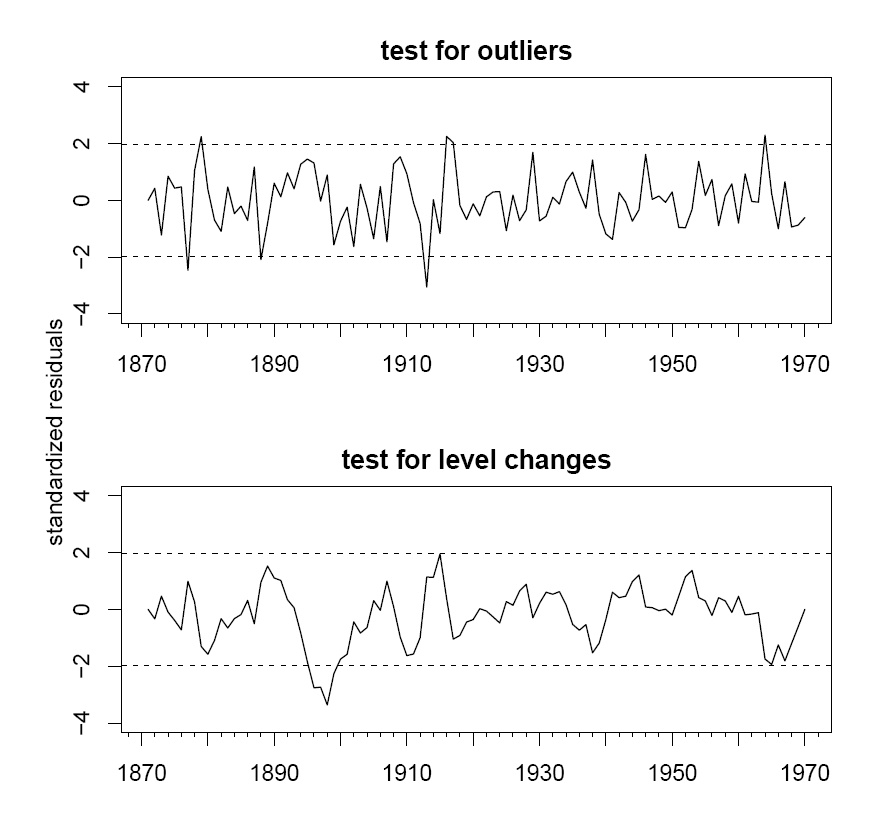 test for outliers
4
2
0
−2
−4
1870 1890 1910 1930 1950 1970
standardized residuals
test for level changes
4
2
0
−2
−4
1870 1890 1910 1930 1950 1970